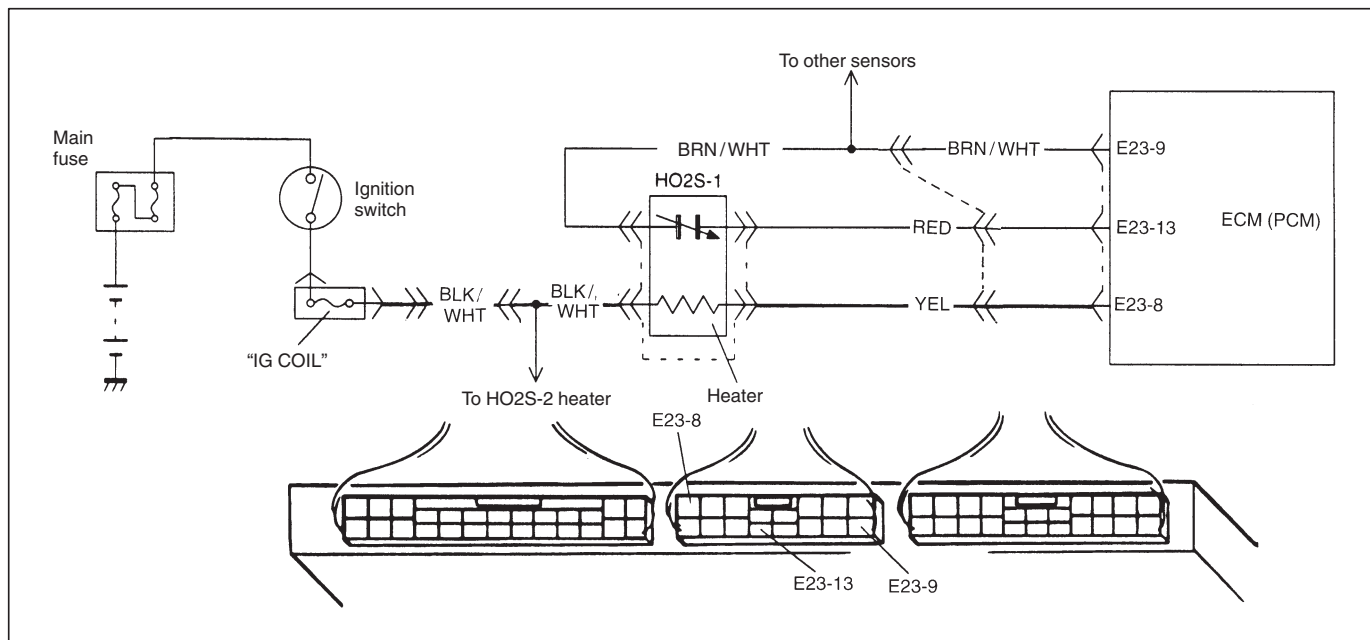 To other sensors
Main
fuse
Ignition
switch
BRN/WHT
BRN/WHT
E23-9
HO2S-1
RED
E23-13
ECM (PCM)
BLK/
WHT
BLK/
WHT
YEL
E23-8
"IG COIL"
To HO2S-2 heater
Heater
E23-8
E23-13
E23-9